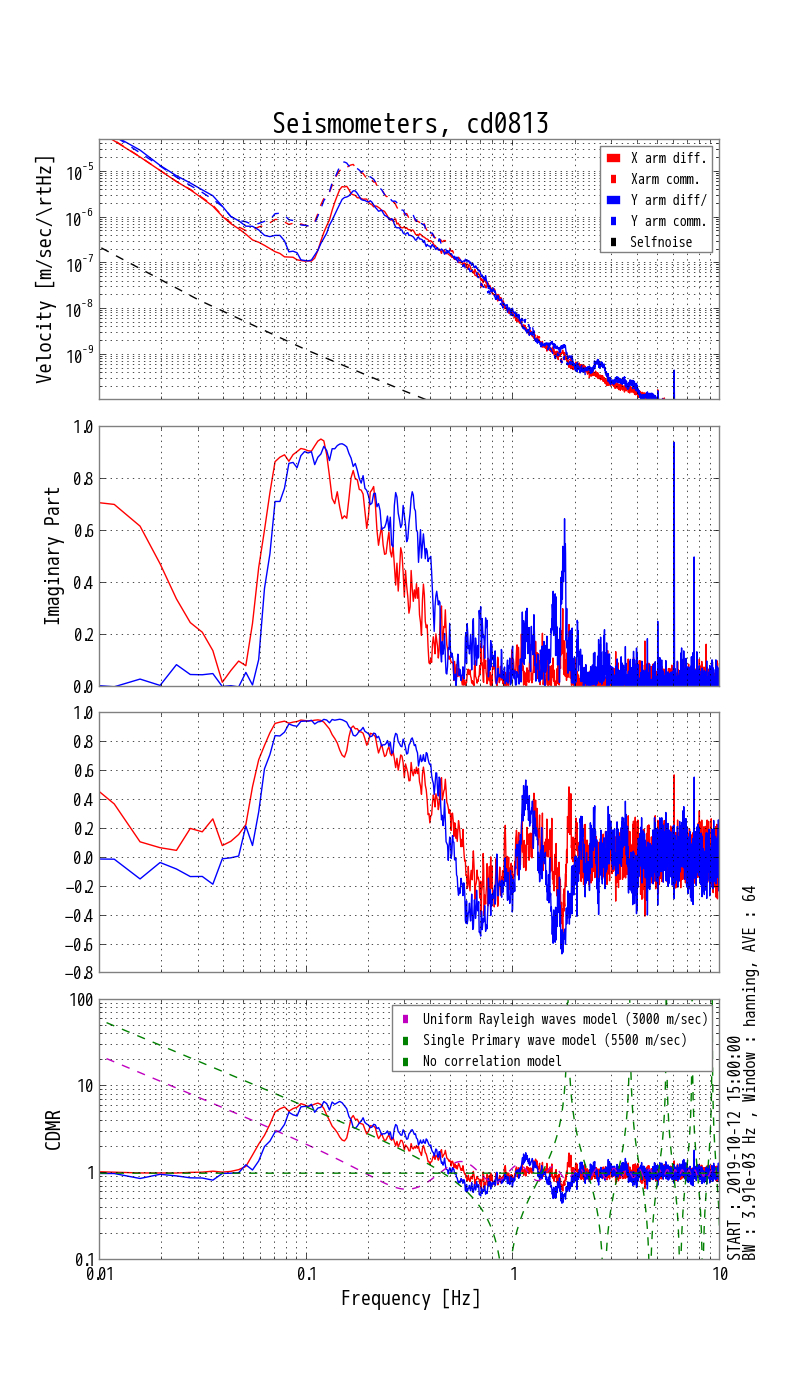 Seismometers, cd0813
Velocity [m/sec/\rtHz]
10^-5
10^-6
10^-7
10^-8
10^-9
X arm diff.
Xarm comm.
Y arm diff/
Y arm comm.
Selfnoise
Imaginary Part
1.0
0.8
0.6
0.4
0.2
0.0
1.0
0.8
0.6
0.4
0.2
0.0
−0.2
−0.4
−0.6
−0.8
CDMR
100
10
1
0.1
Uniform Rayleigh waves model (3000 m/sec)
Single Primary wave model (5500 m/sec)
No correlation model
0.01
0.1
1
10
Frequency [Hz]
START : 2019-10-12 15:00:00
BW : 3.91e-03 Hz , Window : hanning, AVE : 64